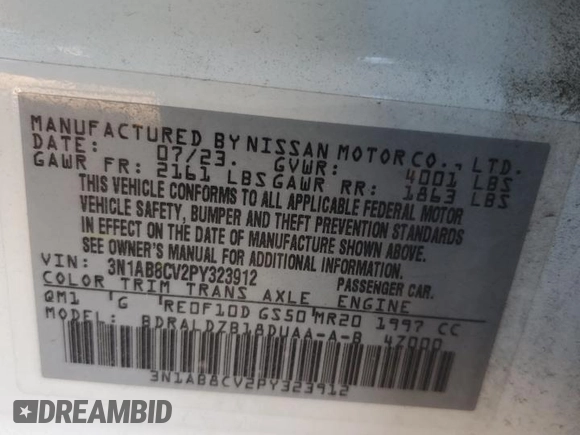 MANUFACTURED BY NISSAN MOTOR CO., LTD.
DATE: 07/23. GVWR: 4001 LBS
GAWR FR: 2161 LBS GAWR RR: 1863 LBS
THIS VEHICLE CONFORMS TO ALL APPLICABLE FEDERAL MOTOR
VEHICLE SAFETY, BUMPER AND THEFT PREVENTION STANDARDS
IN EFFECT ON THE DATE OF MANUFACTURE SHOWN ABOVE.
SEE OWNER'S MANUAL FOR ADDITIONAL INFORMATION.
VIN: 3N1AB8CV2PY323912 PASSENGER CAR.
COLOR TRIM TRANS AXLE ENGINE
QM1 G RE0F10D GS50 MR20 1997 CC
MODEL: BDRALDZB18DUAA-A-B 4Z000
3N1AB8CV2PY323912
DREAMBID